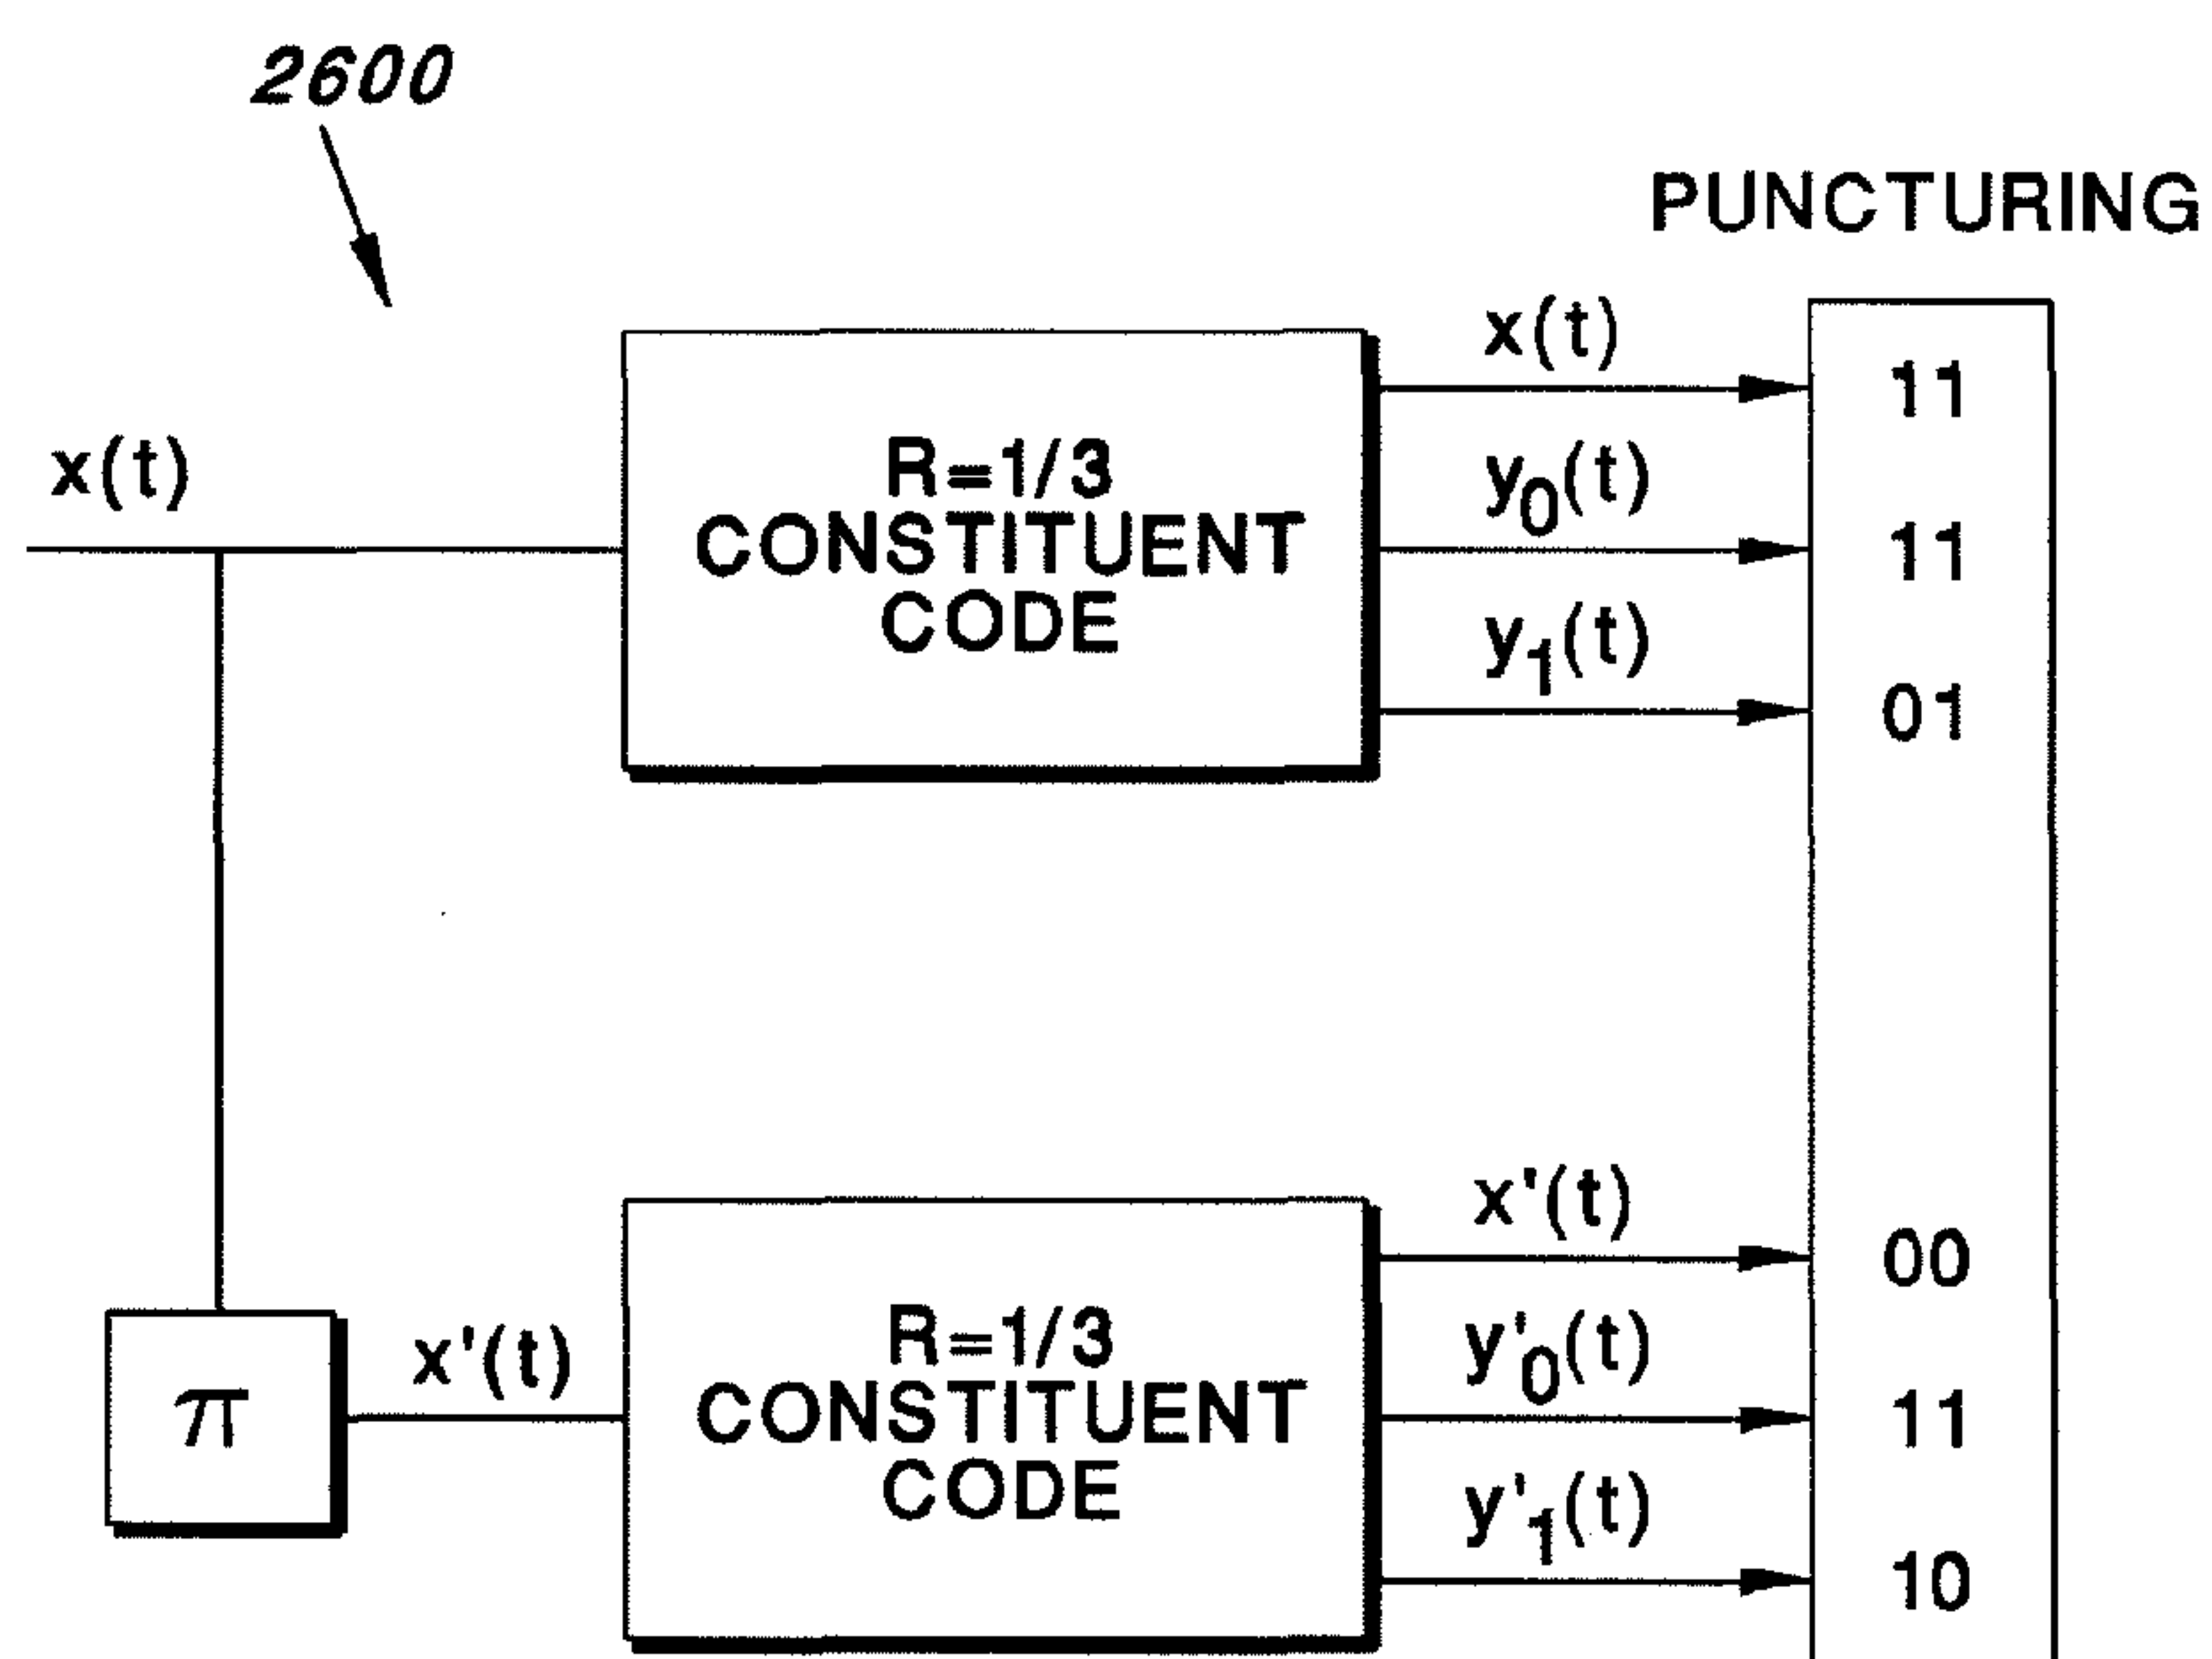 2600
PUNCTURING
x(t)
R=1/3
CONSTITUENT
CODE
x(t)
y0(t)
y1(t)
11
11
01
π
x'(t)
R=1/3
CONSTITUENT
CODE
x'(t)
y'0(t)
y'1(t)
00
11
10